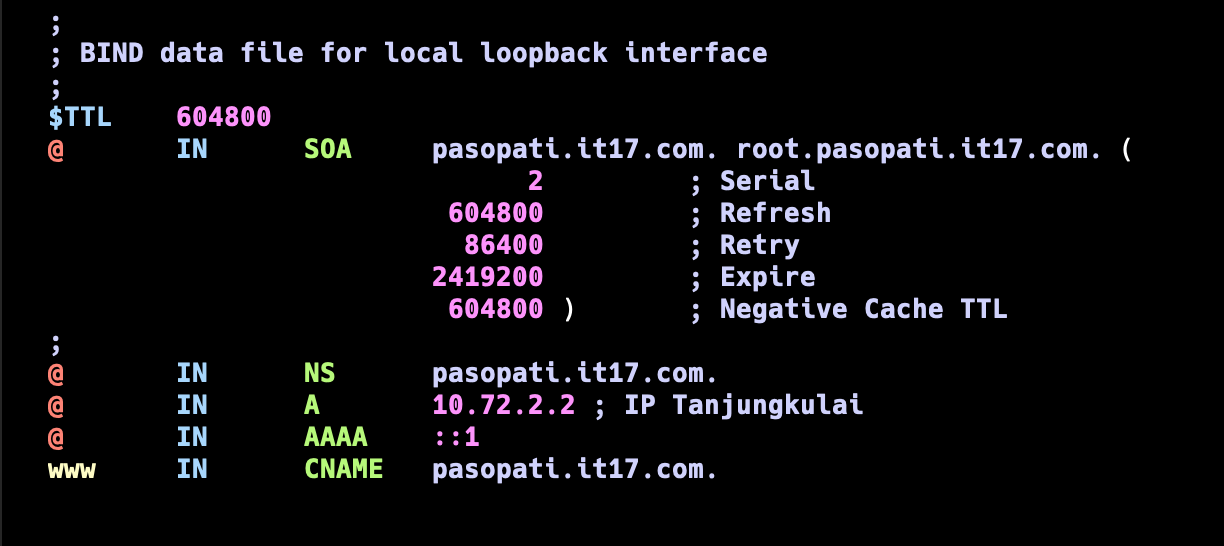 ;
; BIND data file for local loopback interface
;
$TTL    604800
@       IN      SOA     pasopati.it17.com. root.pasopati.it17.com. (
                              2         ; Serial
                         604800         ; Refresh
                          86400         ; Retry
                        2419200         ; Expire
                         604800 )       ; Negative Cache TTL
;
@       IN      NS      pasopati.it17.com.
@       IN      A       10.72.2.2 ; IP Tanjungkulai
@       IN      AAAA    ::1
www     IN      CNAME   pasopati.it17.com.